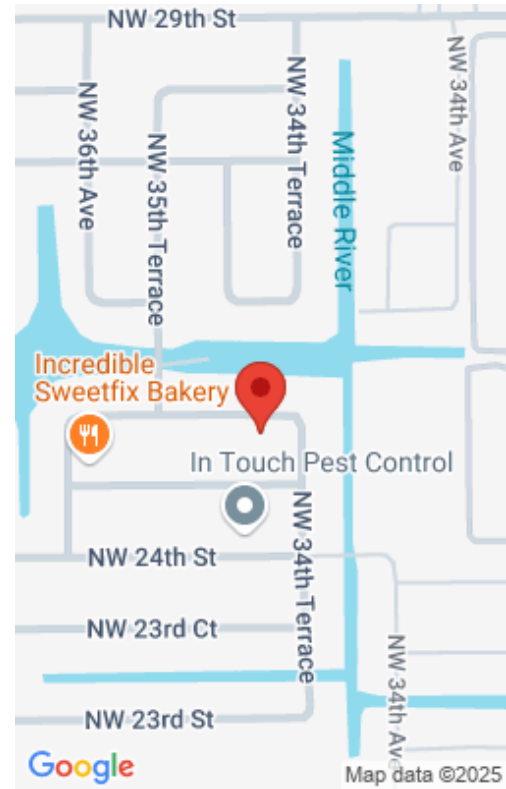 NW 29th St
NW 34th Ave
NW 34th Terrace
NW 36th Ave
NW 35th Terrace
Middle River
Incredible
Sweetfix Bakery
In Touch Pest Control
NW 34th Terrace
NW 24th St
NW 23rd Ct
NW 34th Ave
NW 23rd St
Google
Map data ©2025